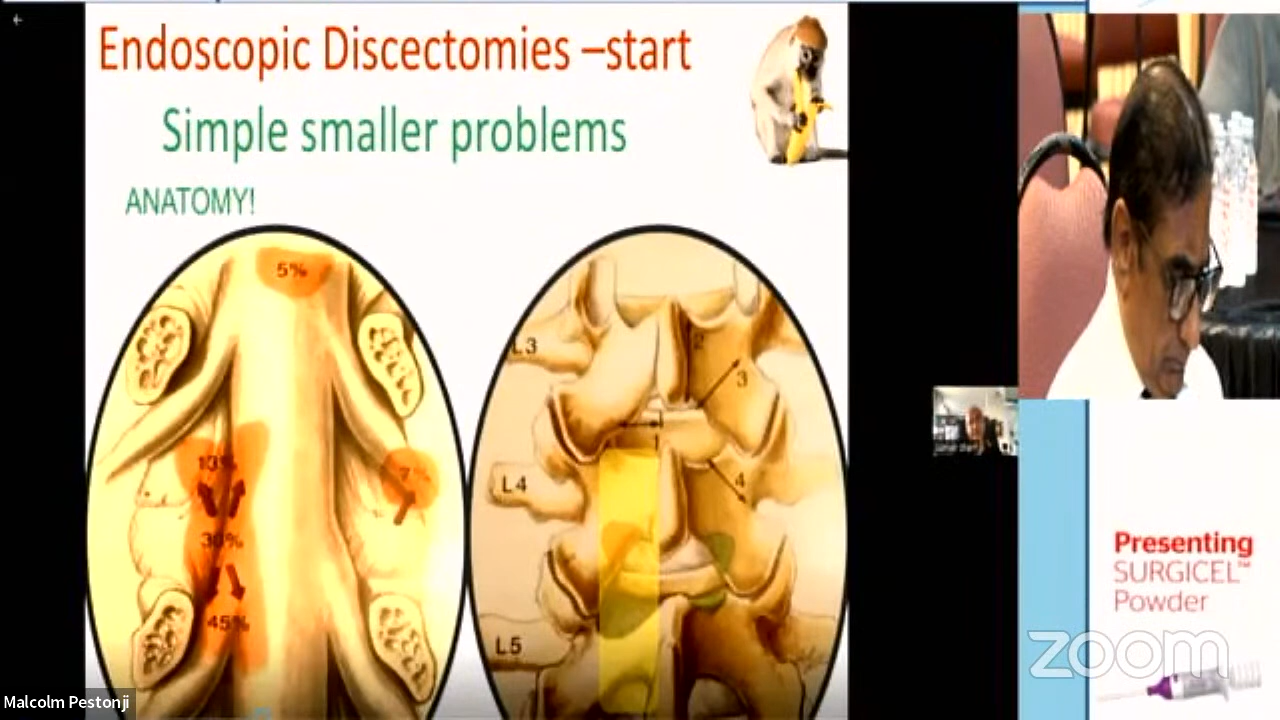 Endoscopic Discectomies –start
Simple smaller problems
ANATOMY!
5%
13%
30%
45%
7%
L3
L4
L5
1
2
3
4
Malcolm Pestonji
Presenting
SURGICEL™
Powder
zoom